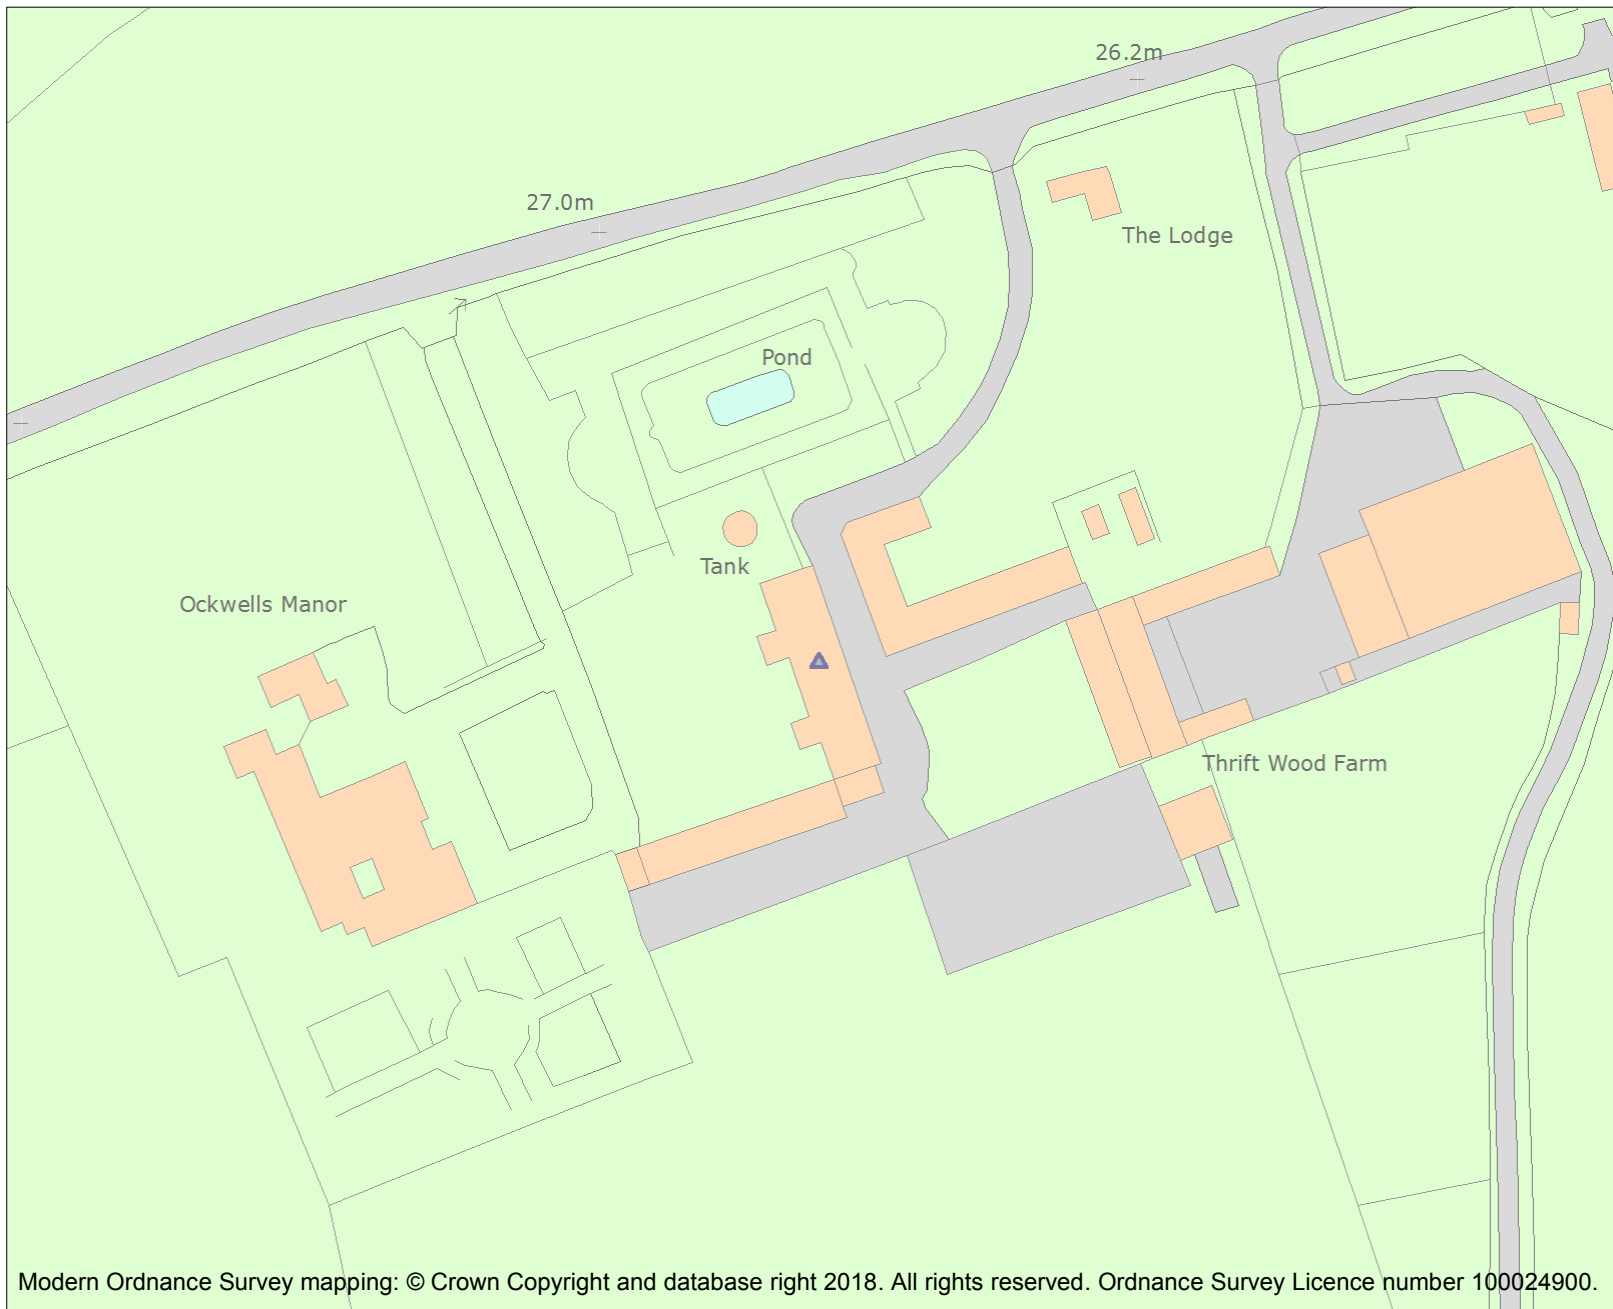 26.2m
27.0m
The Lodge
Pond
Tank
Ockwells Manor
Thrift Wood Farm
Modern Ordnance Survey mapping: © Crown Copyright and database right 2018. All rights reserved. Ordnance Survey Licence number 100024900.